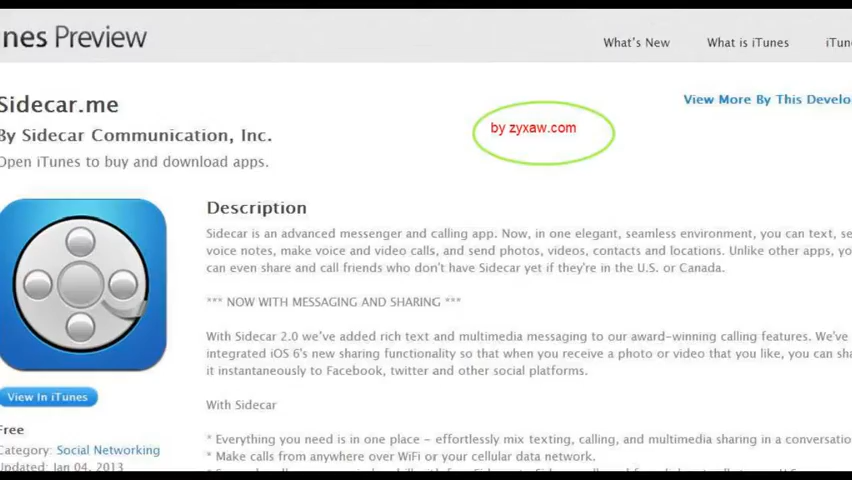 nes Preview
What's New
What is iTunes
iTun
Sidecar.me
View More By This Develo
By Sidecar Communication, Inc.
by zyxaw.com
Open iTunes to buy and download apps.
Description
Sidecar is an advanced messenger and calling app. Now, in one elegant, seamless environment, you can text, se
voice notes, make voice and video calls, and send photos, videos, contacts and locations. Unlike other apps, yo
can even share and call friends who don't have Sidecar yet if they're in the U.S. or Canada.
*** NOW WITH MESSAGING AND SHARING ***
With Sidecar 2.0 we've added rich text and multimedia messaging to our award-winning calling features. We've
integrated iOS 6's new sharing functionality so that when you receive a photo or video that you like, you can sha
it instantaneously to Facebook, twitter and other social platforms.
With Sidecar
* Everything you need is in one place – effortlessly mix texting, calling, and multimedia sharing in a conversatio
* Make calls from anywhere over WiFi or your cellular data network.
View In iTunes
Free
Category: Social Networking
Updated: Jan 04, 2013